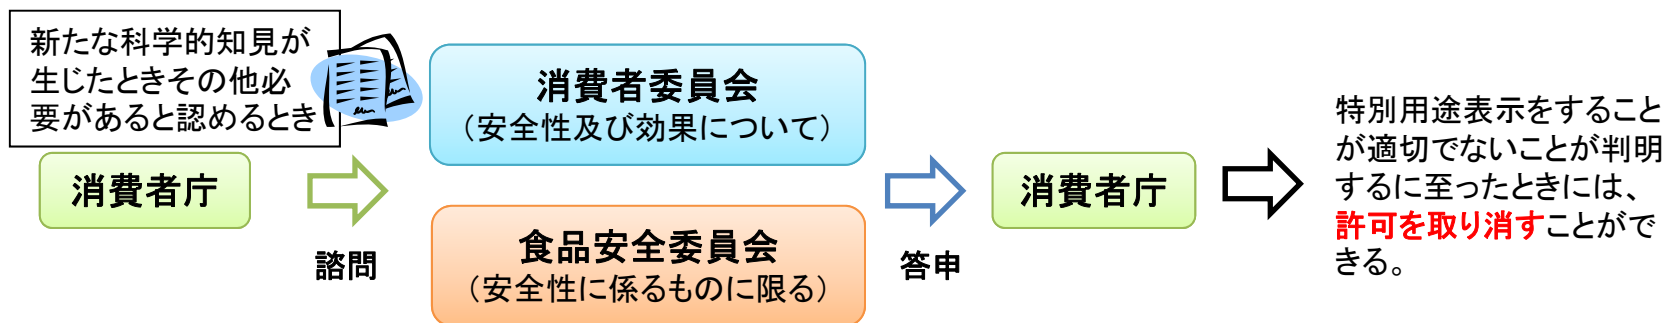 新たな科学的知見が
生じたときその他必
要があると認めるとき
消費者庁
諮問
消費者委員会
（安全性及び効果について）
食品安全委員会
（安全性に係るものに限る）
答申
消費者庁
特別用途表示をすること
が適切でないことが判明
するに至ったときには、
許可を取り消すことがで
きる。